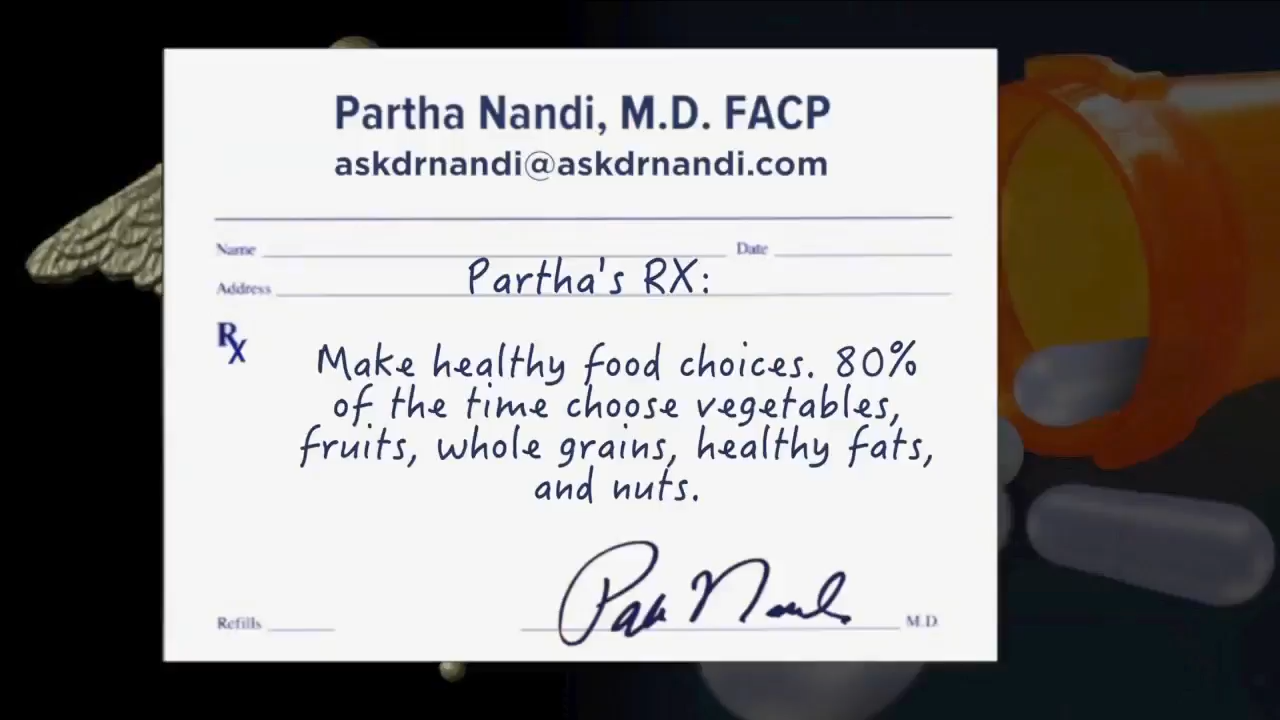 Partha Nandi, M.D. FACP
askdrnandi@askdrnandi.com
Name Date
Partha's RX:
Address
Rx
Make healthy food choices. 80%
of the time choose vegetables,
fruits, whole grains, healthy fats,
and nuts.
Refills M.D.